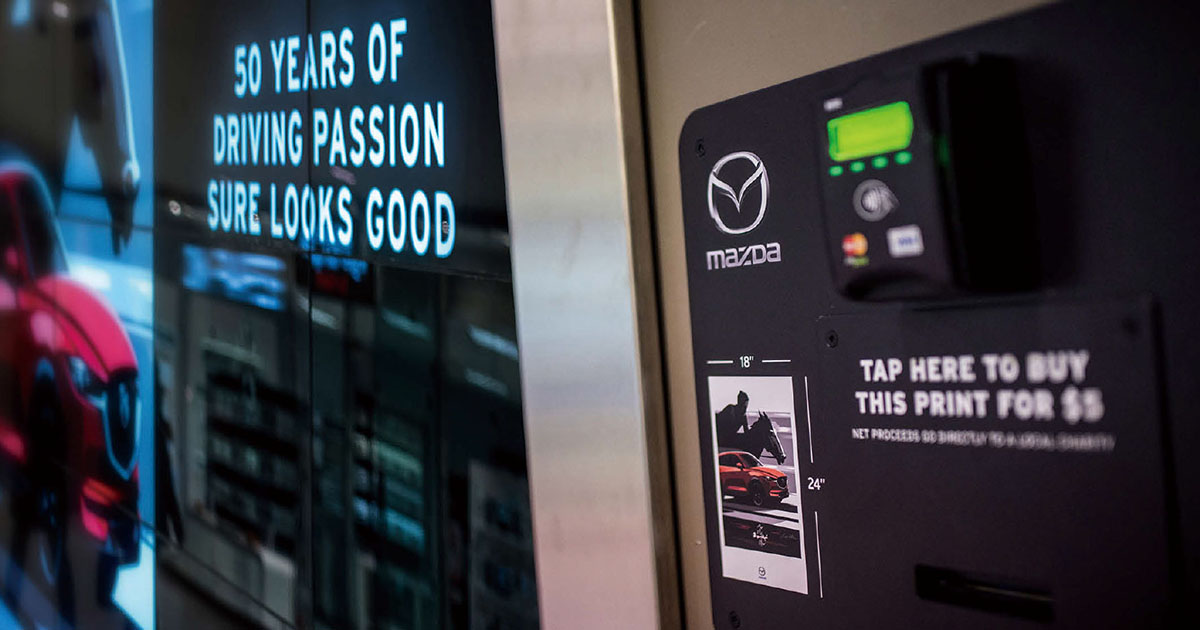 50 YEARS OF
DRIVING PASSION
SURE LOOKS GOOD
mazda
18"
24"
TAP HERE TO BUY
THIS PRINT FOR $5
NET PROCEEDS GO DIRECTLY TO A LOCAL CHARITY
VISA